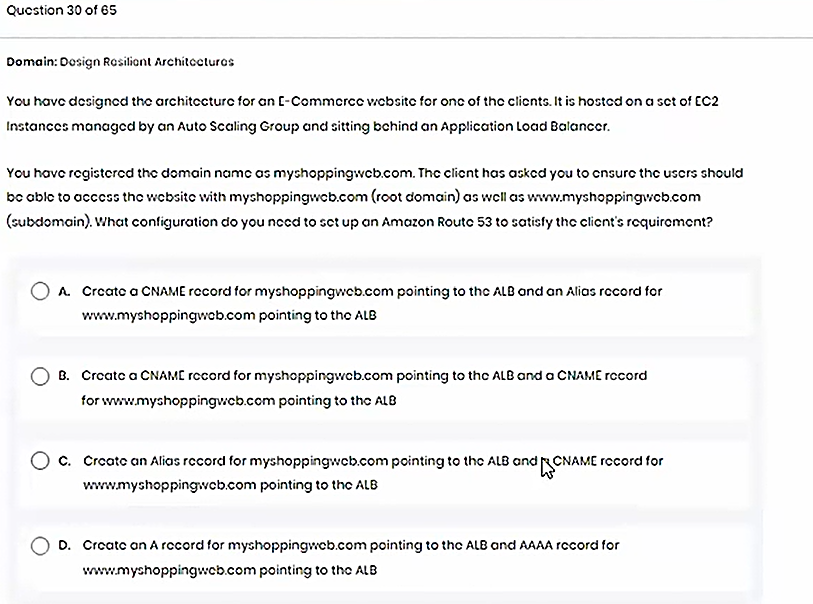 Question 30 of 65
Domain: Design Resilient Architectures
You have designed the architecture for an E-Commerce website for one of the clients. It is hosted on a set of EC2
Instances managed by an Auto Scaling Group and sitting behind an Application Load Balancer.
You have registered the domain name as myshoppingweb.com. The client has asked you to ensure the users should
be able to access the website with myshoppingweb.com (root domain) as well as www.myshoppingweb.com
(subdomain). What configuration do you need to set up an Amazon Route 53 to satisfy the client's requirement?
A. Create a CNAME record for myshoppingweb.com pointing to the ALB and an Alias record for
www.myshoppingweb.com pointing to the ALB
B. Create a CNAME record for myshoppingweb.com pointing to the ALB and a CNAME record
for www.myshoppingweb.com pointing to the ALB
C. Create an Alias record for myshoppingweb.com pointing to the ALB and a CNAME record for
www.myshoppingweb.com pointing to the ALB
D. Create an A record for myshoppingweb.com pointing to the ALB and AAAA record for
www.myshoppingweb.com pointing to the ALB